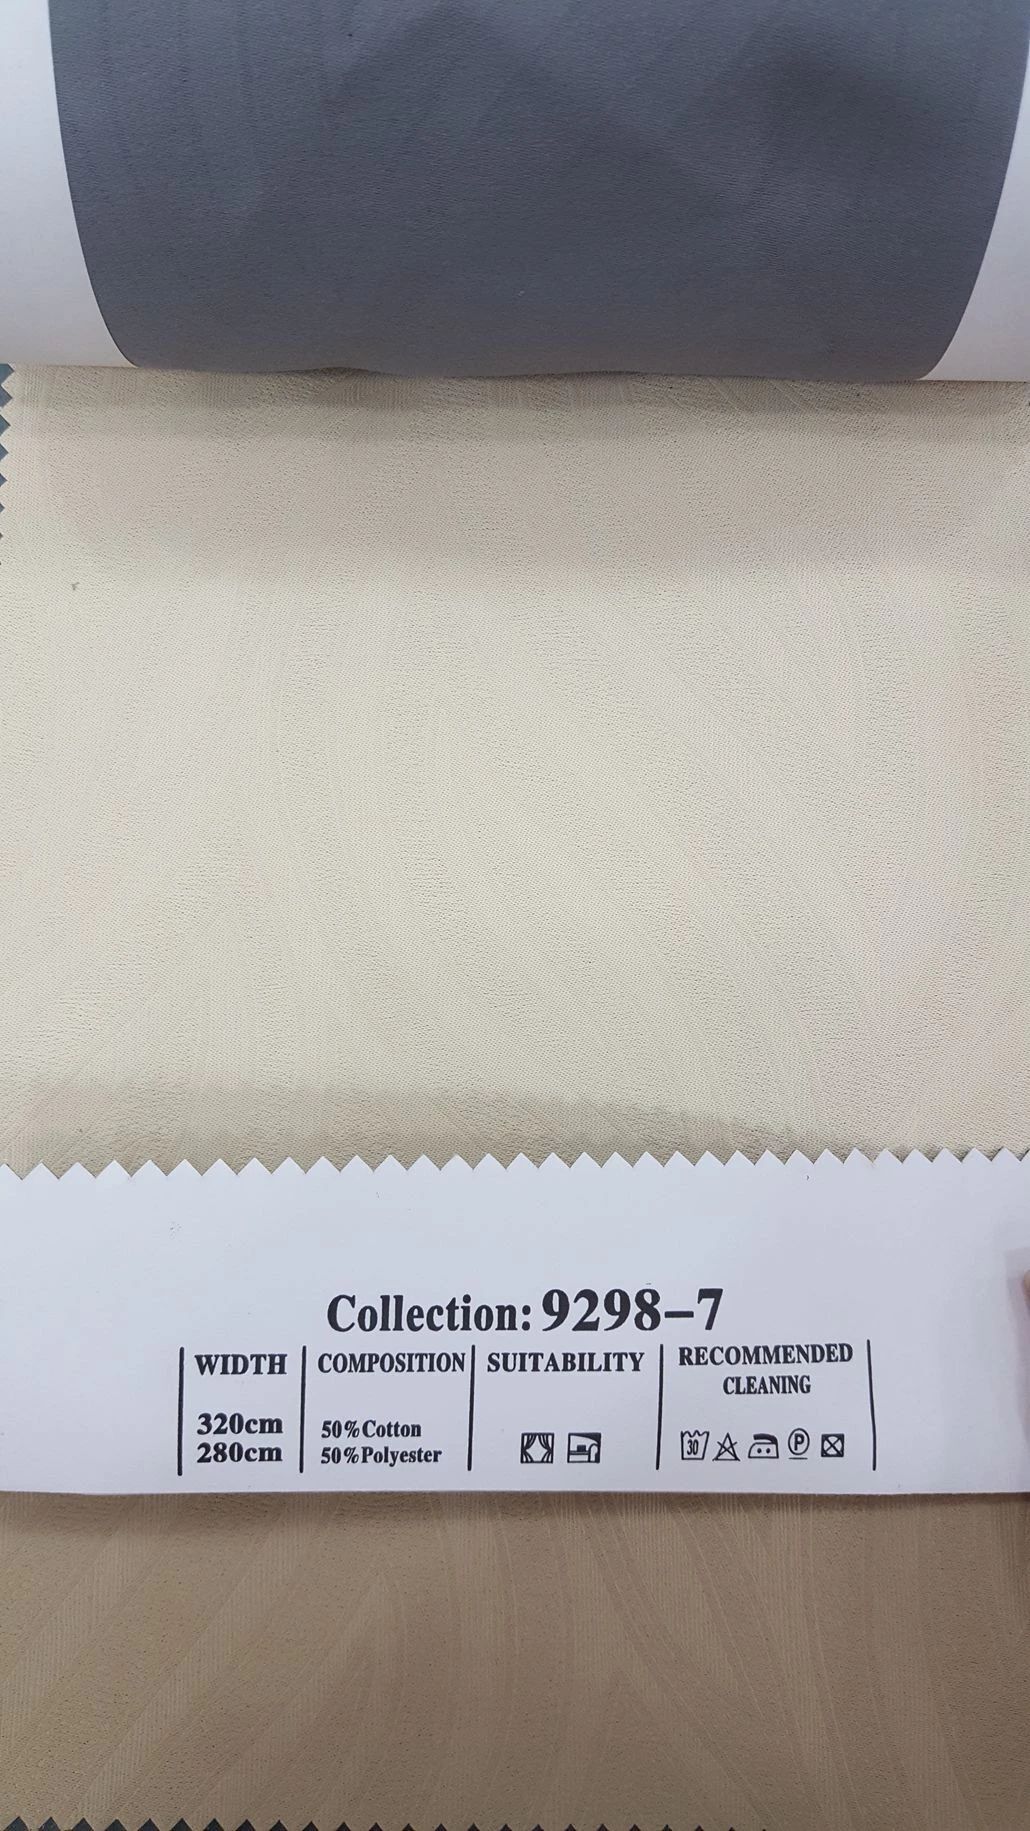 Collection: 9298-7
WIDTH
320cm
280cm
COMPOSITION
50%Cotton
50%Polyester
SUITABILITY
RECOMMENDED
CLEANING
30
P